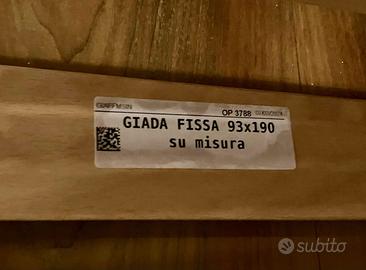 OP 3788
GIADA FISSA 93x190
su misura
subito